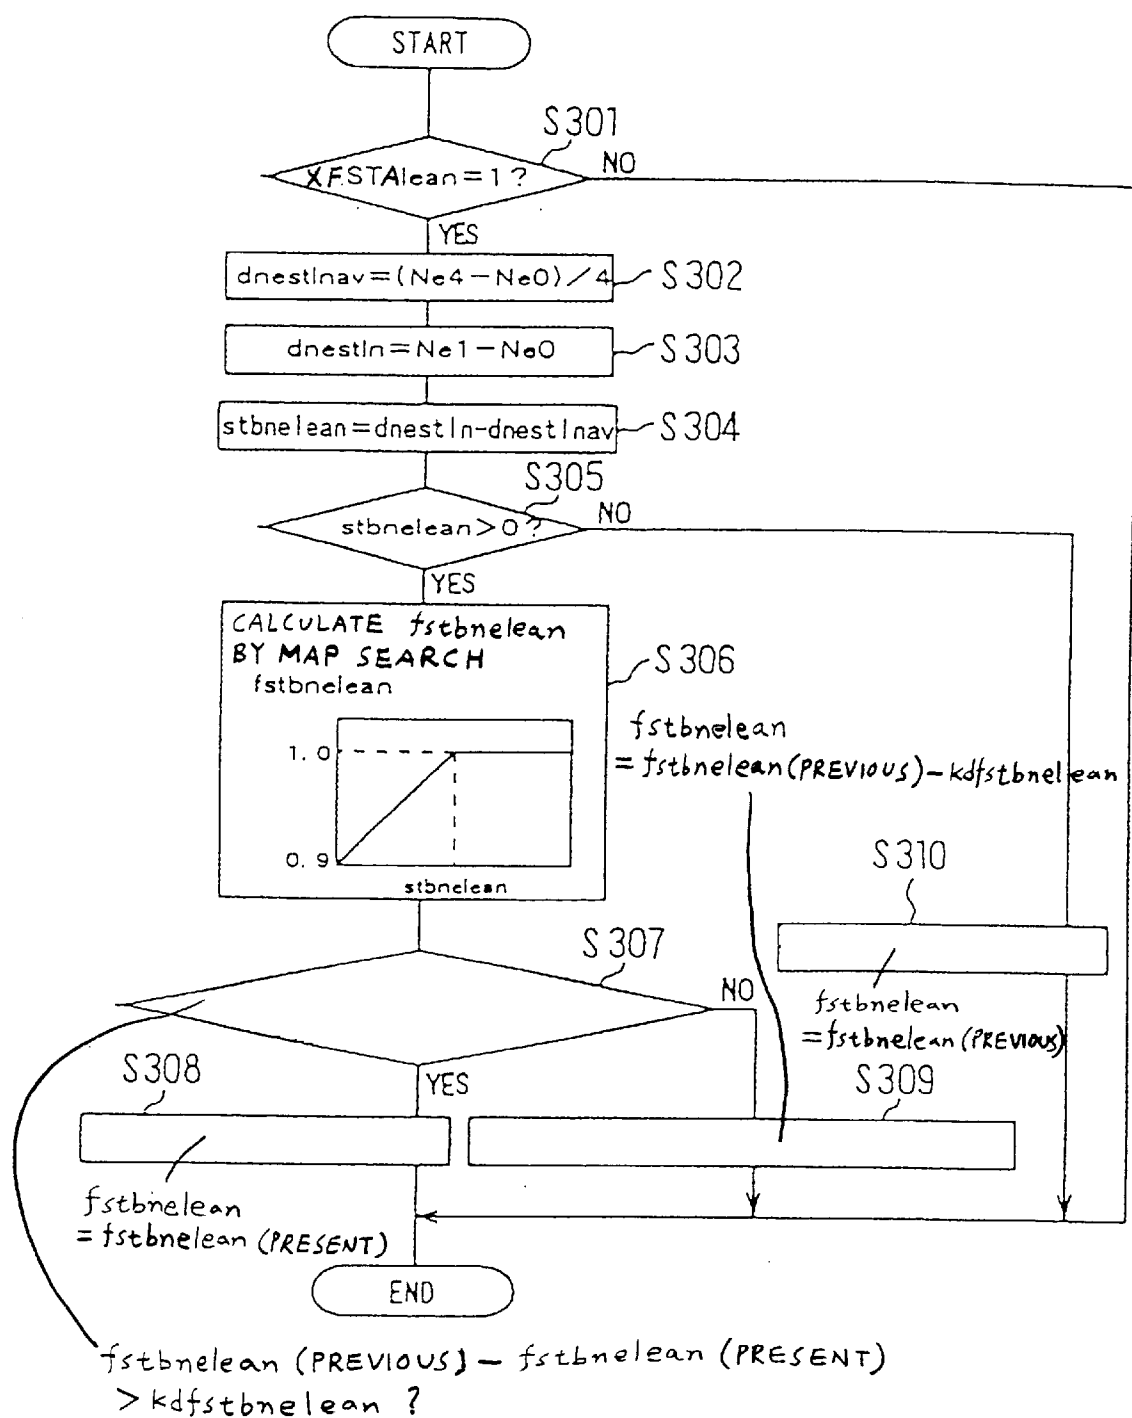 START
S301
XFSTAlean=1?
NO
YES
dnestlnav=(Ne4-Ne0)/4
S302
dnestln=Ne1-Ne0
S303
stbnelean=dnestln-dnestlnav
S304
S305
stbnelean>0?
NO
YES
CALCULATE fstbnelean
BY MAP SEARCH
fstbnelean
S306
1.0
0.9
stbnelean
fstbnelean
=fstbnelean(PREVIOUS)-kdfstbnelean
S310
fstbnelean
=fstbnelean(PREVIOUS)
S307
NO
YES
S308
S309
fstbnelean
=fstbnelean (PRESENT)
END
fstbnelean (PREVIOUS) - fstbnelean (PRESENT)
> kdfstbnelean ?